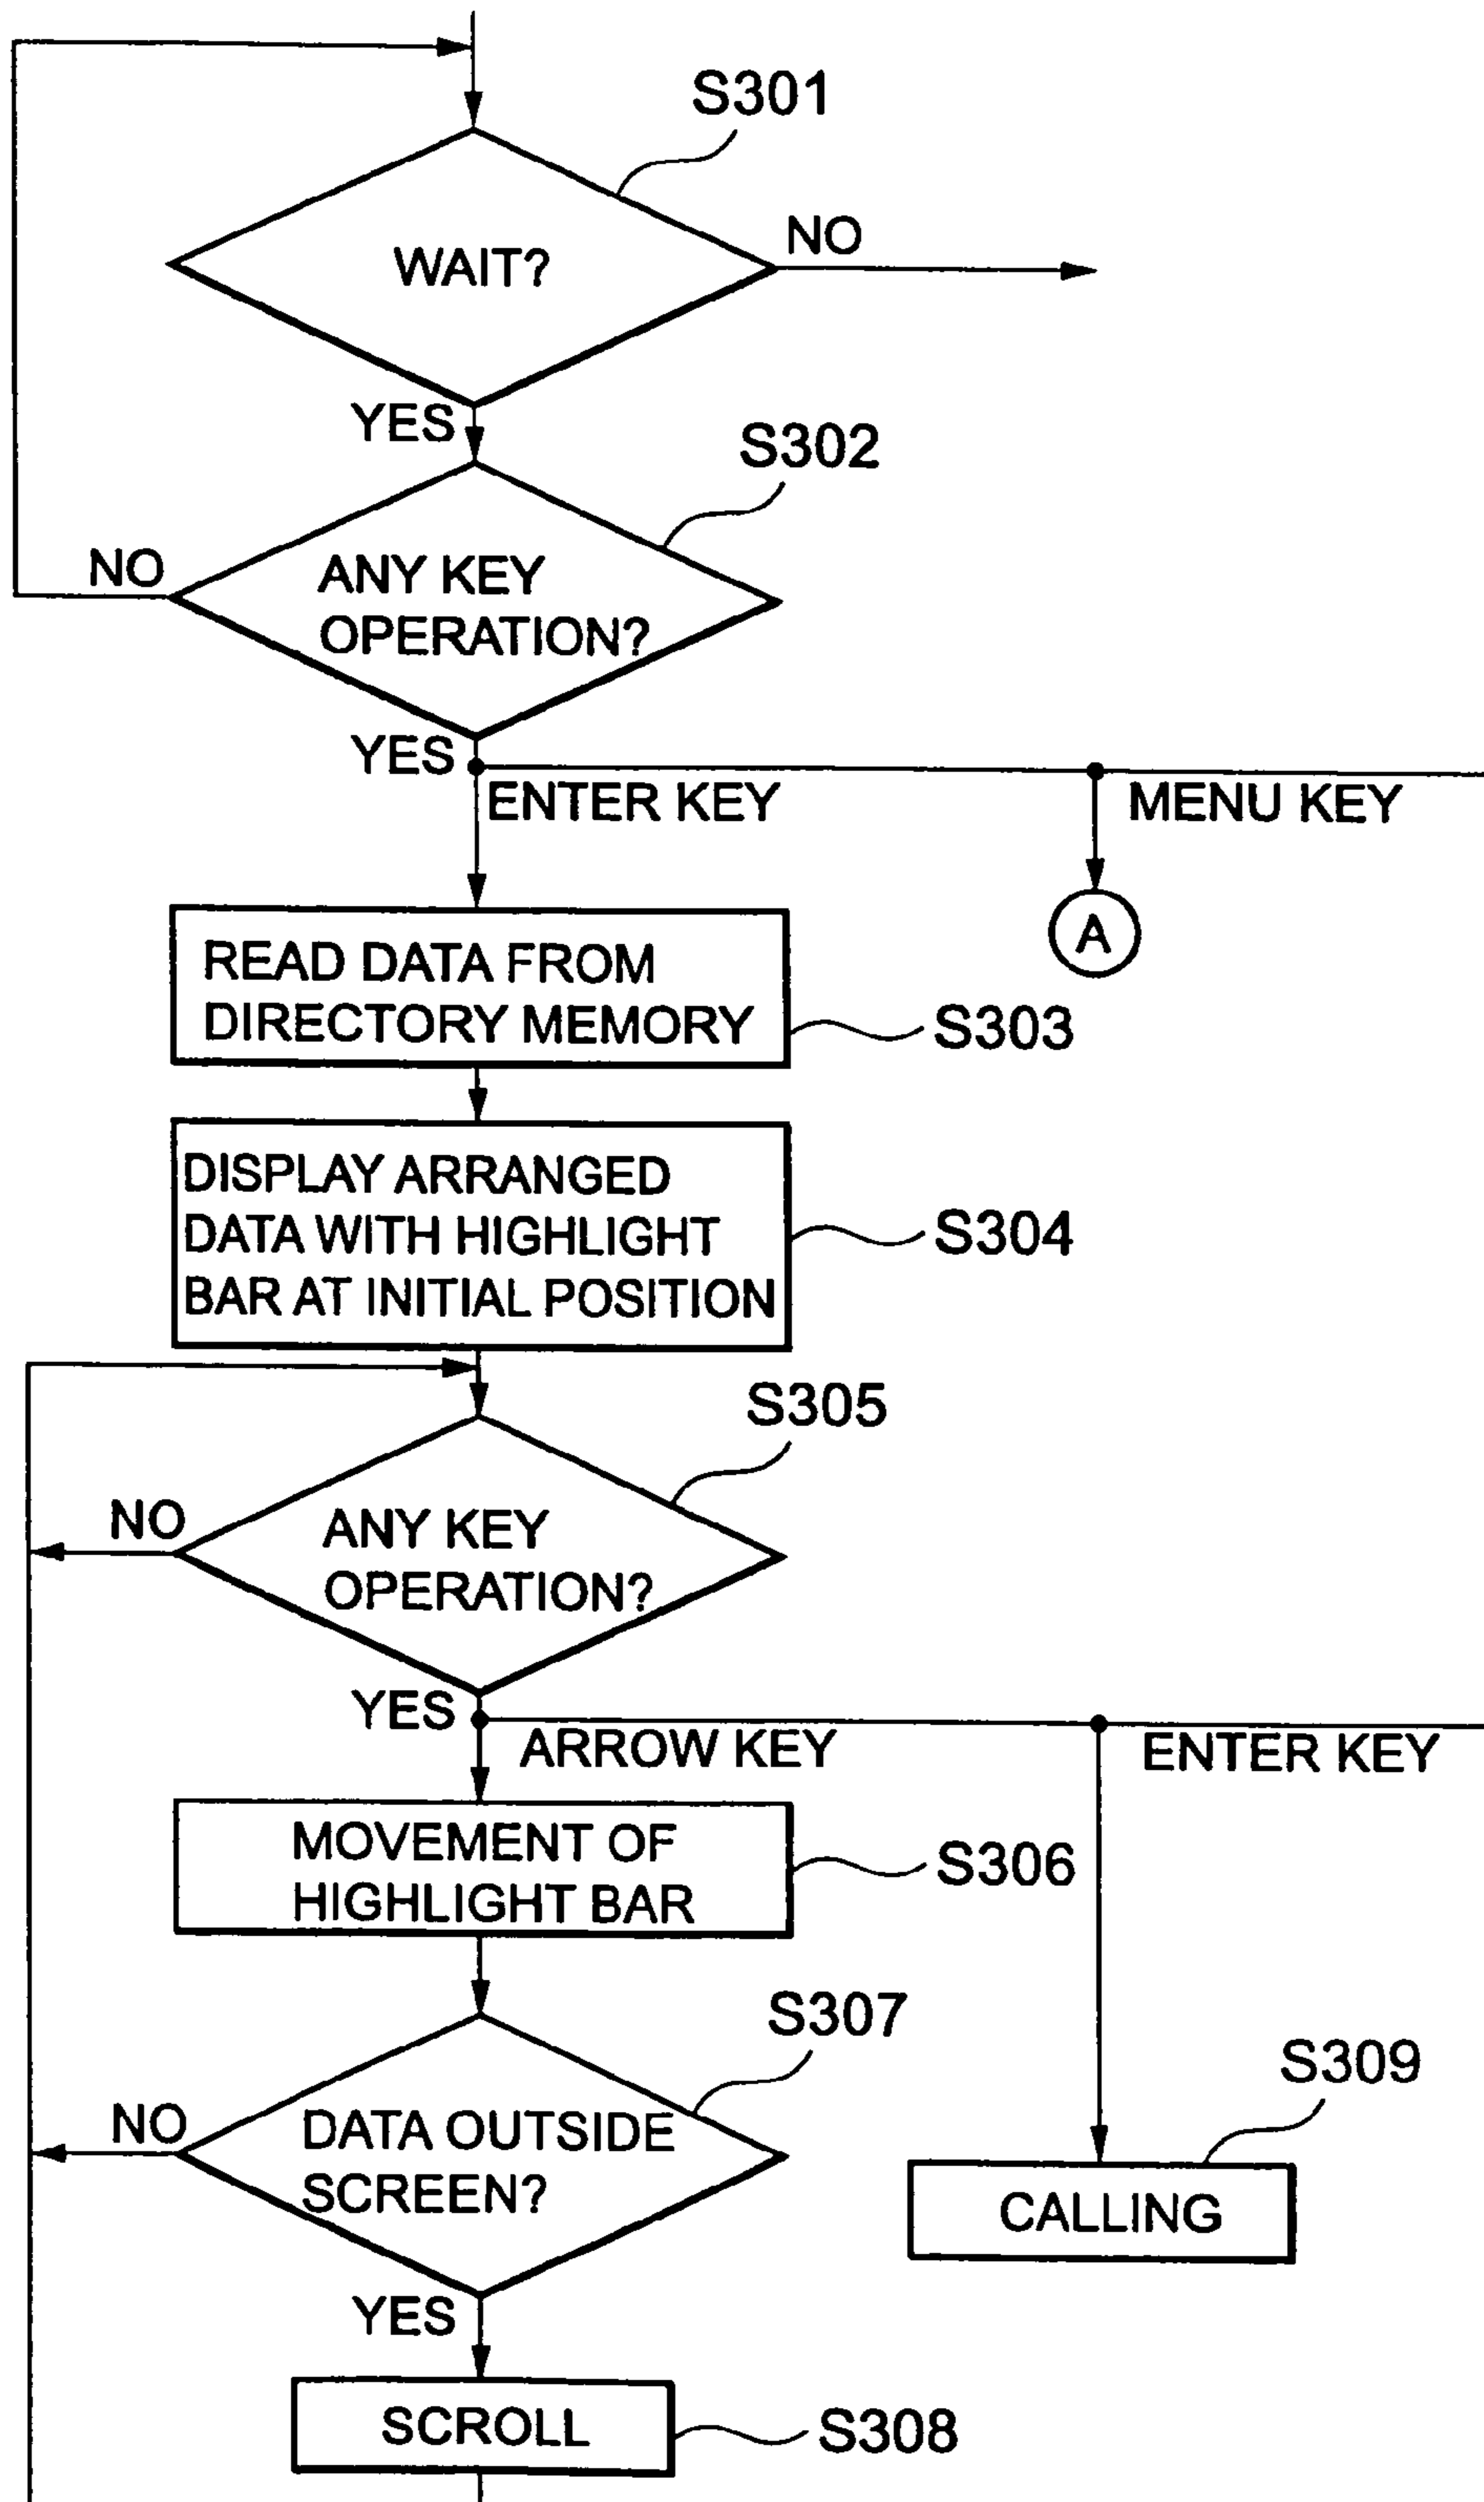 S301
WAIT?
NO
YES
S302
NO
ANY KEY
OPERATION?
YES
ENTER KEY
MENU KEY
A
READ DATA FROM
DIRECTORY MEMORY
S303
DISPLAY ARRANGED
DATA WITH HIGHLIGHT
BAR AT INITIAL POSITION
S304
S305
NO
ANY KEY
OPERATION?
YES
ARROW KEY
ENTER KEY
MOVEMENT OF
HIGHLIGHT BAR
S306
S307
S309
NO
DATA OUTSIDE
SCREEN?
CALLING
YES
SCROLL
S308